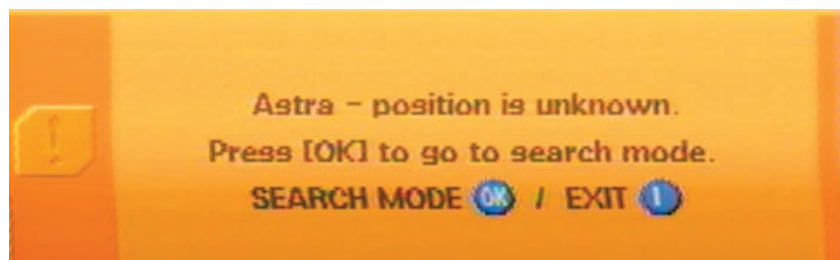 Astra - position is unknown.
Press [OK] to go to search mode.
SEARCH MODE OK / EXIT i